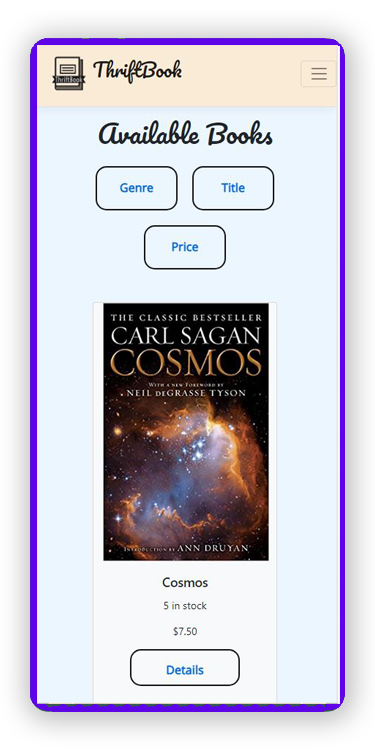 ThriftBook
ThriftBook
Available Books
Genre
Title
Price
THE CLASSIC BESTSELLER
CARL SAGAN
COSMOS
WITH A NEW FOREWORD BY
NEIL DEGRASSE TYSON
INTRODUCTION BY ANN DRUYAN
Cosmos
5 in stock
$7.50
Details